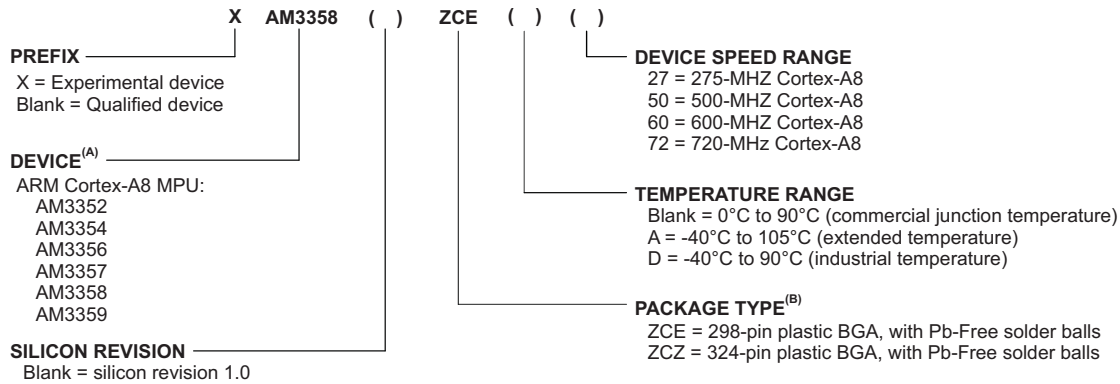 X AM3358 ( ) ZCE ( ) ( )
PREFIX
X = Experimental device
Blank = Qualified device
DEVICE(A)
ARM Cortex-A8 MPU:
AM3352
AM3354
AM3356
AM3357
AM3358
AM3359
SILICON REVISION
Blank = silicon revision 1.0
DEVICE SPEED RANGE
27 = 275-MHZ Cortex-A8
50 = 500-MHZ Cortex-A8
60 = 600-MHZ Cortex-A8
72 = 720-MHz Cortex-A8
TEMPERATURE RANGE
Blank = 0°C to 90°C (commercial junction temperature)
A = -40°C to 105°C (extended temperature)
D = -40°C to 90°C (industrial temperature)
PACKAGE TYPE(B)
ZCE = 298-pin plastic BGA, with Pb-Free solder balls
ZCZ = 324-pin plastic BGA, with Pb-Free solder balls